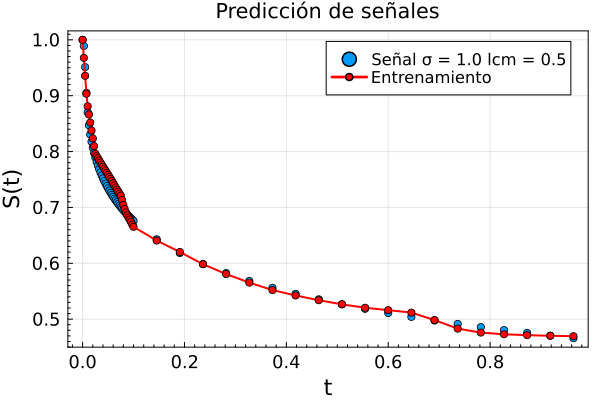 Predicción de señales
Señal σ = 1.0 lcm = 0.5
Entrenamiento
S(t)
1.0
0.9
0.8
0.7
0.6
0.5
0.0 0.2 0.4 0.6 0.8
t